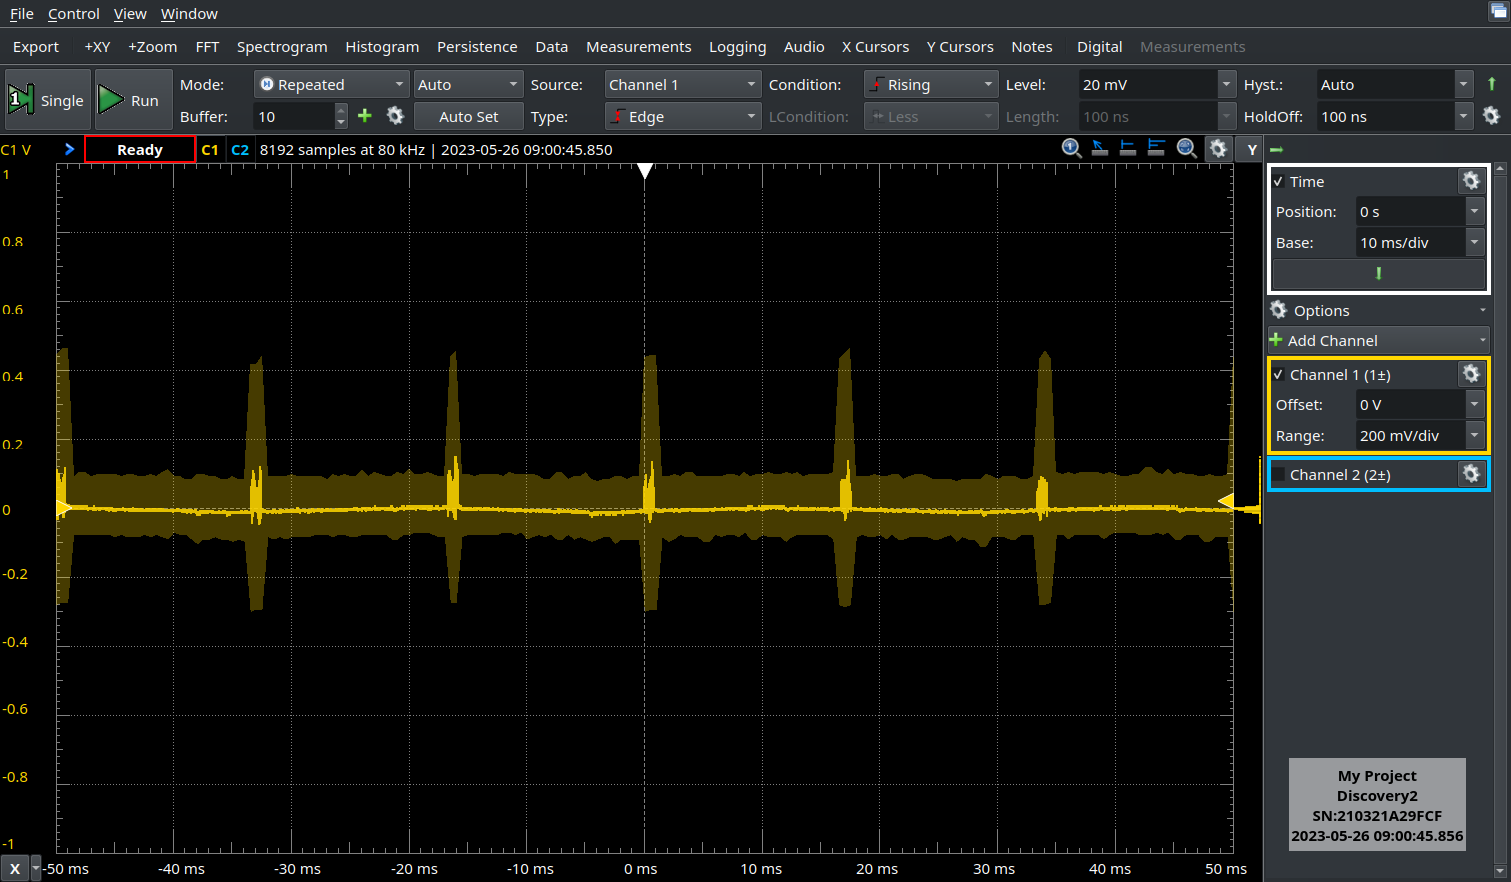 File Control View Window
Export +XY +Zoom FFT Spectrogram Histogram Persistence Data Measurements Logging Audio X Cursors Y Cursors Notes Digital Measurements
1 Single Run Mode: Repeated Auto Source: Channel 1 Condition: Rising Level: 20 mV Hyst.: Auto
Buffer: 10 Auto Set Type: Edge LCondition: Less Length: 100 ns HoldOff: 100 ns
C1 V Ready C1 C2 8192 samples at 80 kHz | 2023-05-26 09:00:45.850 Y
1
0.8
0.6
0.4
0.2
0
-0.2
-0.4
-0.6
-0.8
-1
X -50 ms -40 ms -30 ms -20 ms -10 ms 0 ms 10 ms 20 ms 30 ms 40 ms 50 ms
Time
Position: 0 s
Base: 10 ms/div
Options
Add Channel
Channel 1 (1±)
Offset: 0 V
Range: 200 mV/div
Channel 2 (2±)
My Project
Discovery2
SN:210321A29FCF
2023-05-26 09:00:45.856